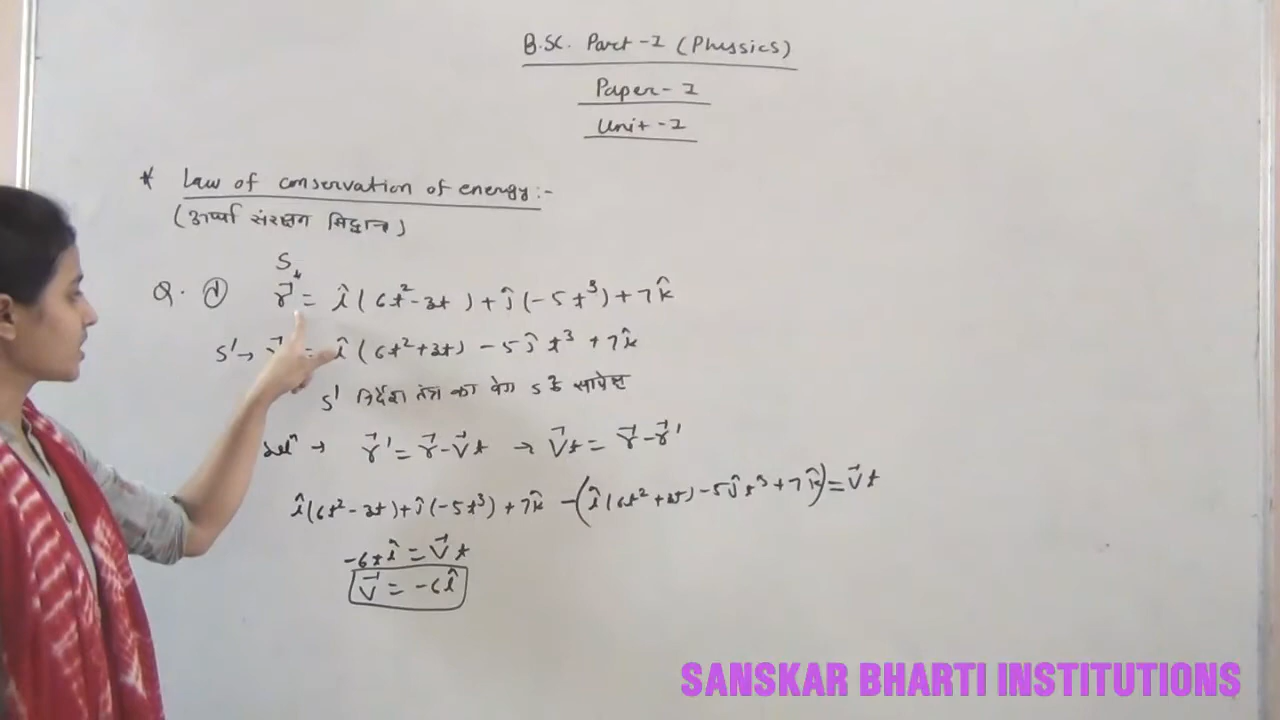 B.Sc. Part-I (Physics)
Paper-I
Unit-I
* Law of conservation of energy:-
(ऊर्जा संरक्षण सिद्धान्त)
S
Q. ① r⃗ = î(6t²-3t)+ĵ(-5t³)+7k̂
S'→ = î(6t²+3t) - 5ĵt³ +7k̂
S' निर्देश तंत्र का वेग S के सापेक्ष
Solⁿ → r⃗' = r⃗-v⃗t → v⃗t = r⃗-r⃗'
î(6t²-3t)+ĵ(-5t³)+7k̂ -(î(6t²+3t)-5ĵt³+7k̂)=v⃗t
-6tî = v⃗t
v⃗ = -6î
SANSKAR BHARTI INSTITUTIONS